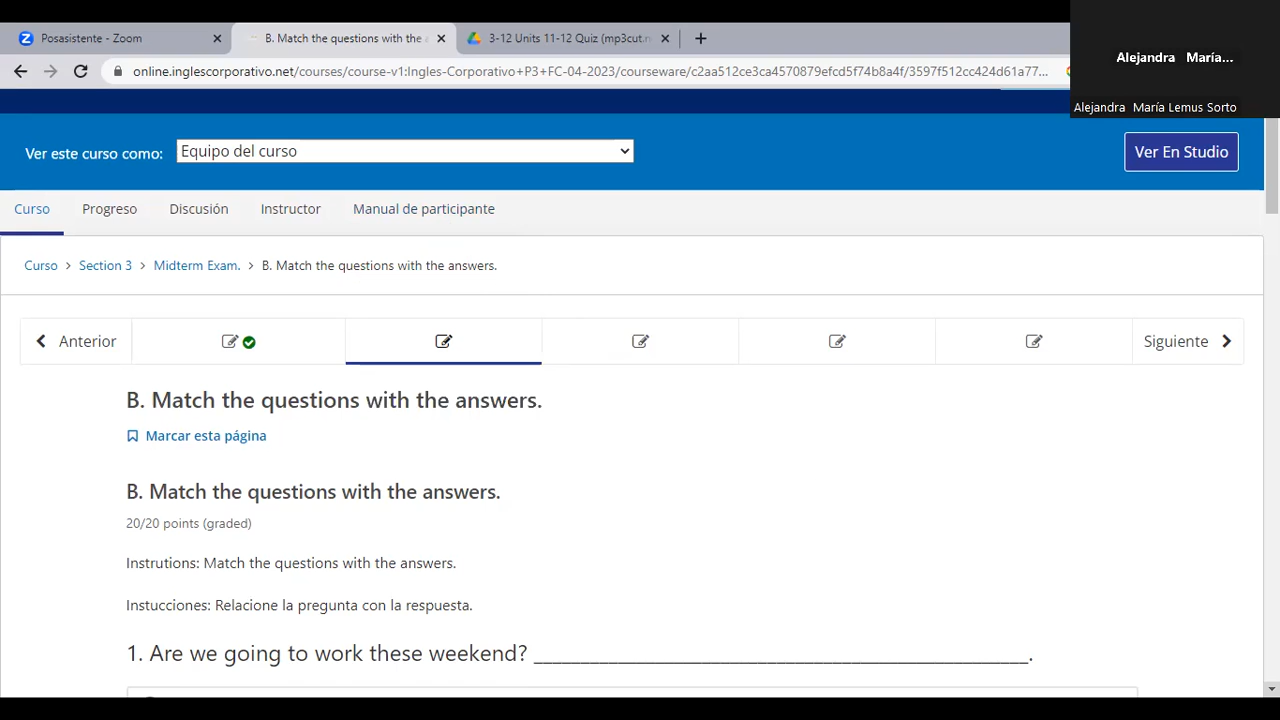 Posasistente - Zoom
B. Match the questions with the
3-12 Units 11-12 Quiz (mp3cut.n
Alejandra María...
Alejandra María Lemus Sorto
online.inglescorporativo.net/courses/course-v1:Ingles-Corporativo+P3+FC-04-2023/courseware/c2aa512ce3ca4570979efcd5f74b8a4f/3597f512cc424d61a77...
Ver este curso como:
Equipo del curso
Ver En Studio
Curso
Progreso
Discusión
Instructor
Manual de participante
Curso > Section 3 > Midterm Exam. > B. Match the questions with the answers.
Anterior
Siguiente
B. Match the questions with the answers.
Marcar esta página
B. Match the questions with the answers.
20/20 points (graded)
Instrutions: Match the questions with the answers.
Instucciones: Relacione la pregunta con la respuesta.
1. Are we going to work these weekend? ______________________________________________.